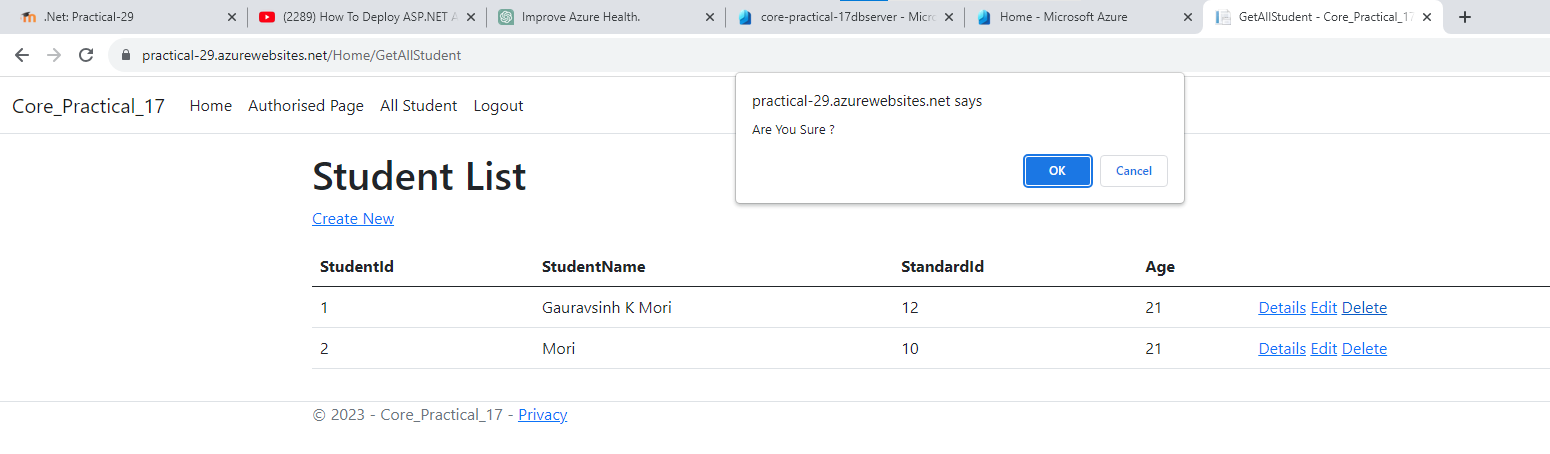 .Net: Practical-29
(2289) How To Deploy ASP.NET A
Improve Azure Health.
core-practical-17dbserver - Micro
Home - Microsoft Azure
GetAllStudent - Core_Practical_17
practical-29.azurewebsites.net/Home/GetAllStudent
Core_Practical_17 Home Authorised Page All Student Logout
practical-29.azurewebsites.net says
Are You Sure ?
OK Cancel
Student List
Create New
StudentId StudentName StandardId Age
1 Gauravsinh K Mori 12 21 Details Edit Delete
2 Mori 10 21 Details Edit Delete
© 2023 - Core_Practical_17 - Privacy